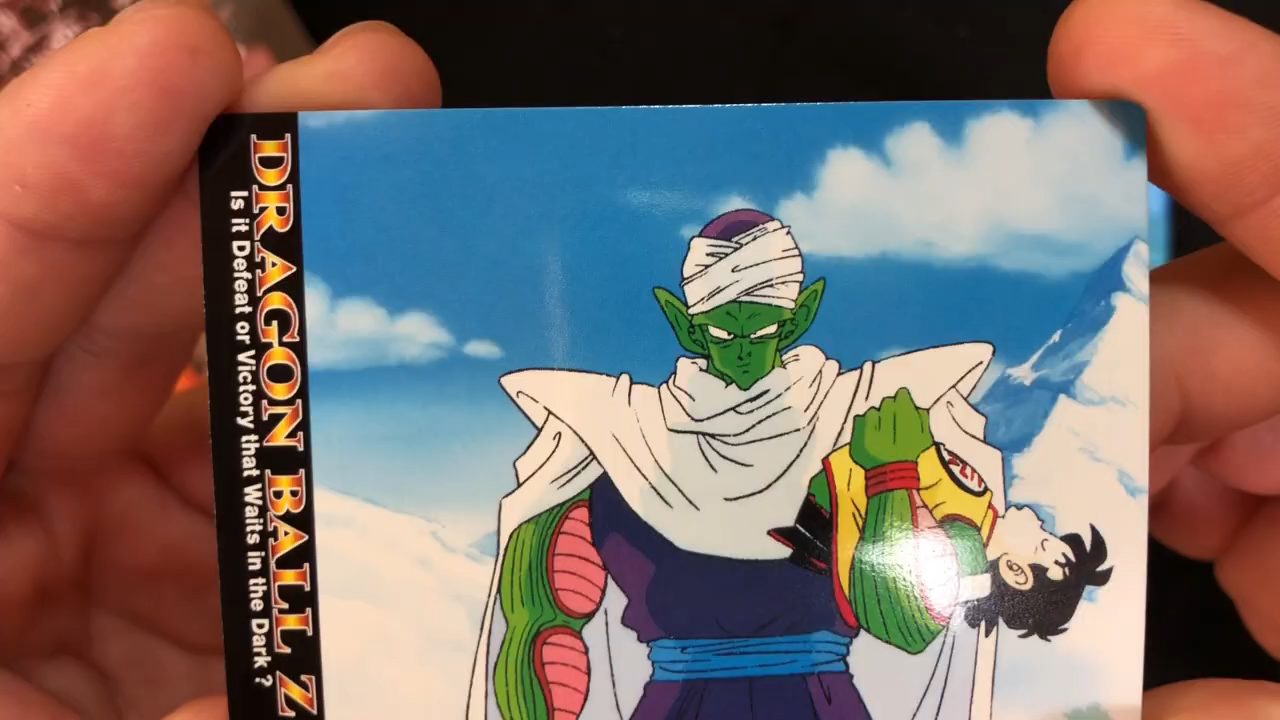 DRAGON BALL Z
Is it Defeat or Victory that Waits in the Dark ?